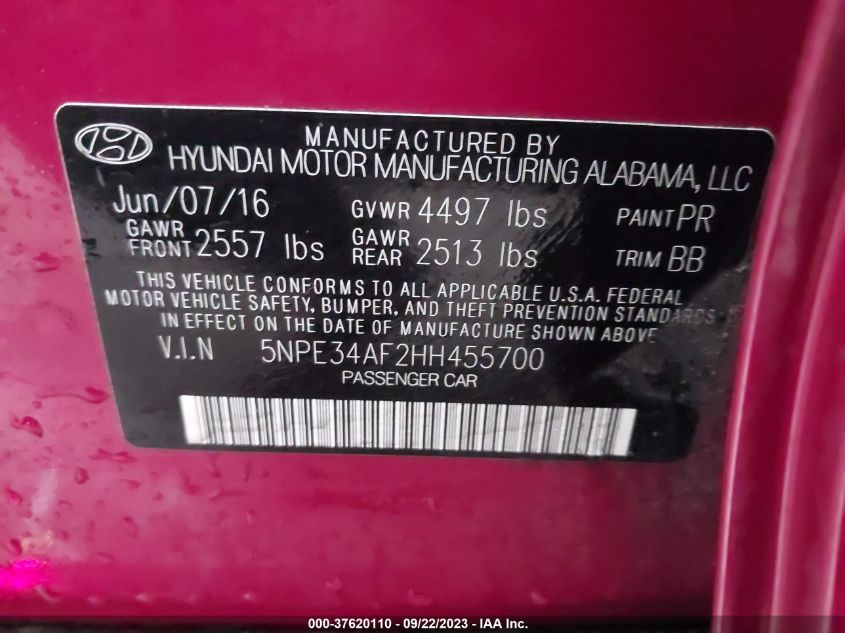 MANUFACTURED BY
HYUNDAI MOTOR MANUFACTURING ALABAMA, LLC
Jun/07/16 GVWR 4497 lbs PAINT PR
GAWR FRONT 2557 lbs GAWR REAR 2513 lbs TRIM BB
THIS VEHICLE CONFORMS TO ALL APPLICABLE U.S.A. FEDERAL
MOTOR VEHICLE SAFETY, BUMPER, AND THEFT PREVENTION STANDARDS
IN EFFECT ON THE DATE OF MANUFACTURE SHOWN ABOVE
V.I.N 5NPE34AF2HH455700
PASSENGER CAR
000-37620110 - 09/22/2023 - IAA Inc.